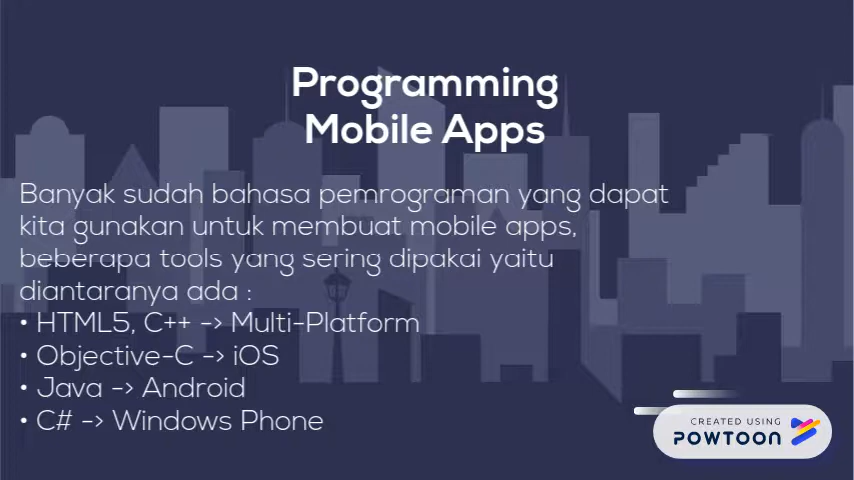 Programming
Mobile Apps
Banyak sudah bahasa pemrograman yang dapat
kita gunakan untuk membuat mobile apps,
beberapa tools yang sering dipakai yaitu
diantaranya ada :
• HTML5, C++ -> Multi-Platform
• Objective-C -> iOS
• Java -> Android
• C# -> Windows Phone
CREATED USING
POWTOON